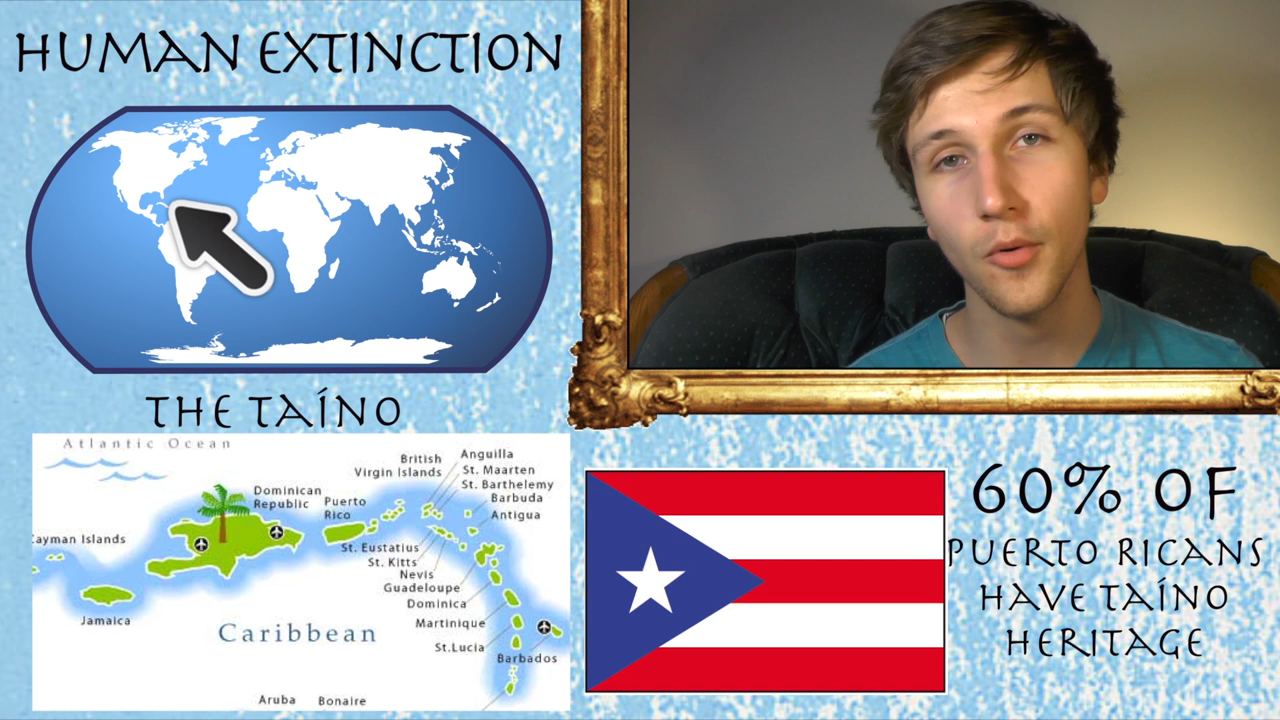 HUMAN EXTINCTION
THE TAÍNO
Atlantic Ocean
Dominican
Republic
Puerto
Rico
British
Virgin Islands
Anguilla
St. Maarten
St. Barthelemy
Barbuda
Antigua
ayman Islands
St. Eustatius
St. Kitts
Nevis
Guadeloupe
Dominica
Martinique
St.Lucia
Barbados
Jamaica
Caribbean
Aruba
Bonaire
60% OF
PUERTO RICANS
HAVE TAÍNO
HERITAGE